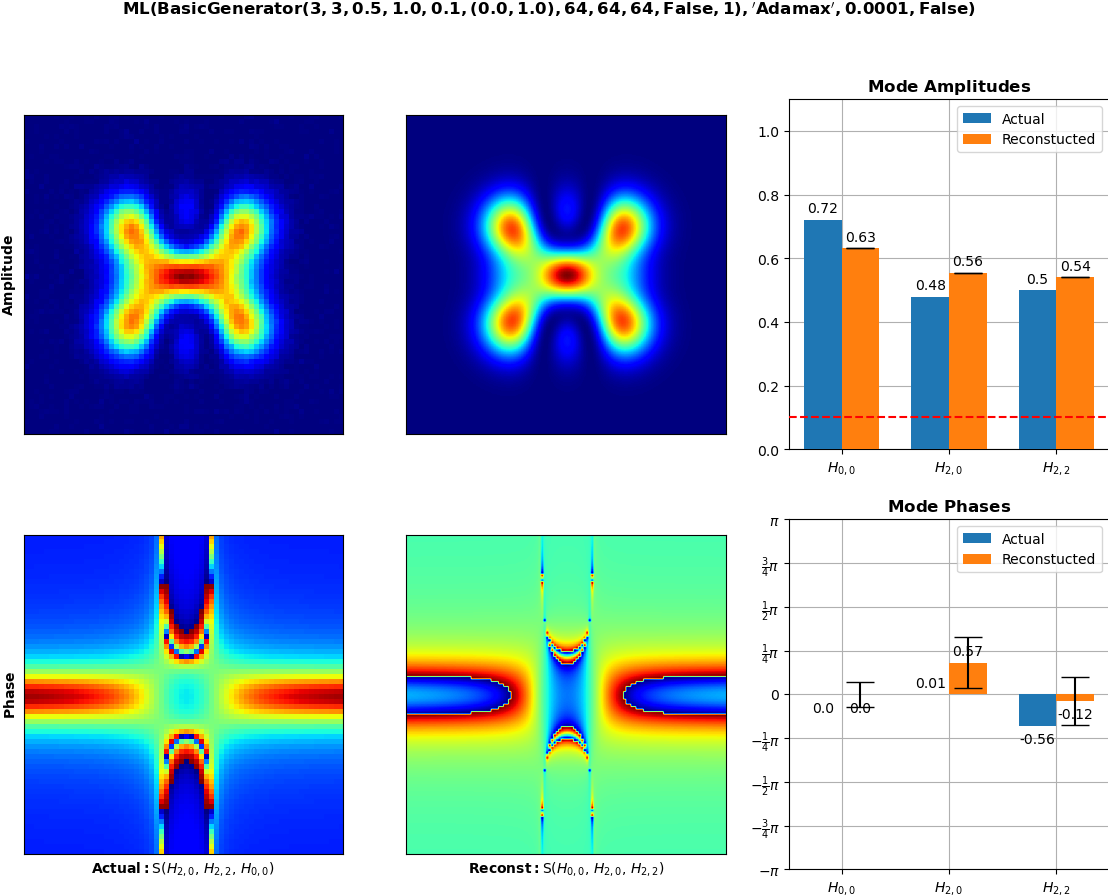 ML(BasicGenerator(3, 3, 0.5, 1.0, 0.1, (0.0, 1.0), 64, 64, 64, False, 1), ′Adamax′, 0.0001, False)
Amplitude
Mode Amplitudes
Actual
Reconstucted
1.0
0.8
0.6
0.4
0.2
0.0
0.72
0.63
0.48
0.56
0.5
0.54
H0,0
H2,0
H2,2
Phase
Actual: S(H2,0, H2,2, H0,0)
Reconst: S(H0,0, H2,0, H2,2)
Mode Phases
Actual
Reconstucted
π
3/4π
1/2π
1/4π
0
−1/4π
−1/2π
−3/4π
−π
0.0
0.0
0.01
0.57
-0.56
-0.12
H0,0
H2,0
H2,2